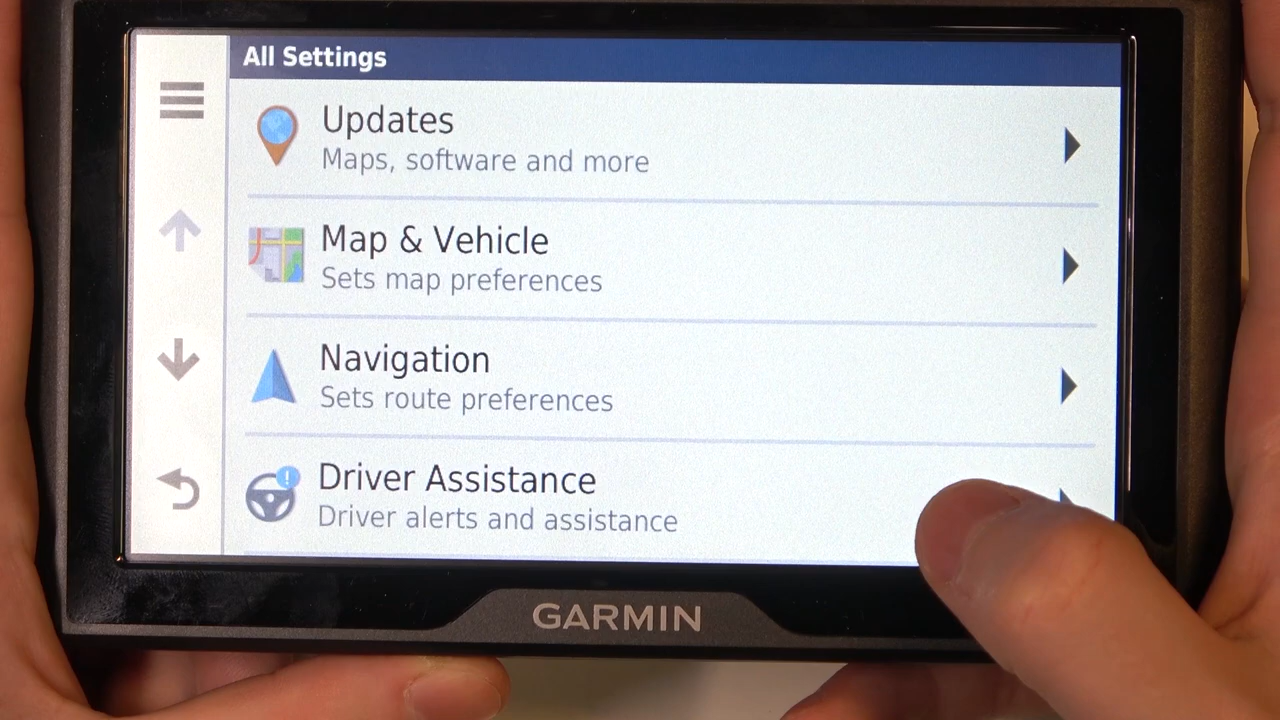 All Settings
Updates
Maps, software and more
Map & Vehicle
Sets map preferences
Navigation
Sets route preferences
Driver Assistance
Driver alerts and assistance
GARMIN